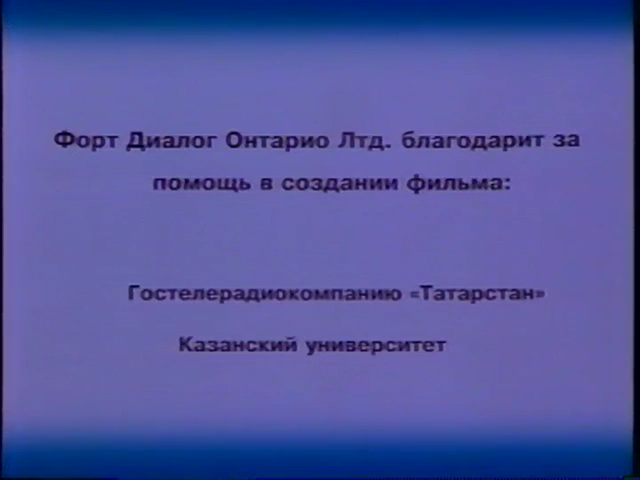 Форт Диалог Онтарио Лтд. благодарит за
помощь в создании фильма:
Гостелерадиокомпанию «Татарстан»
Казанский университет